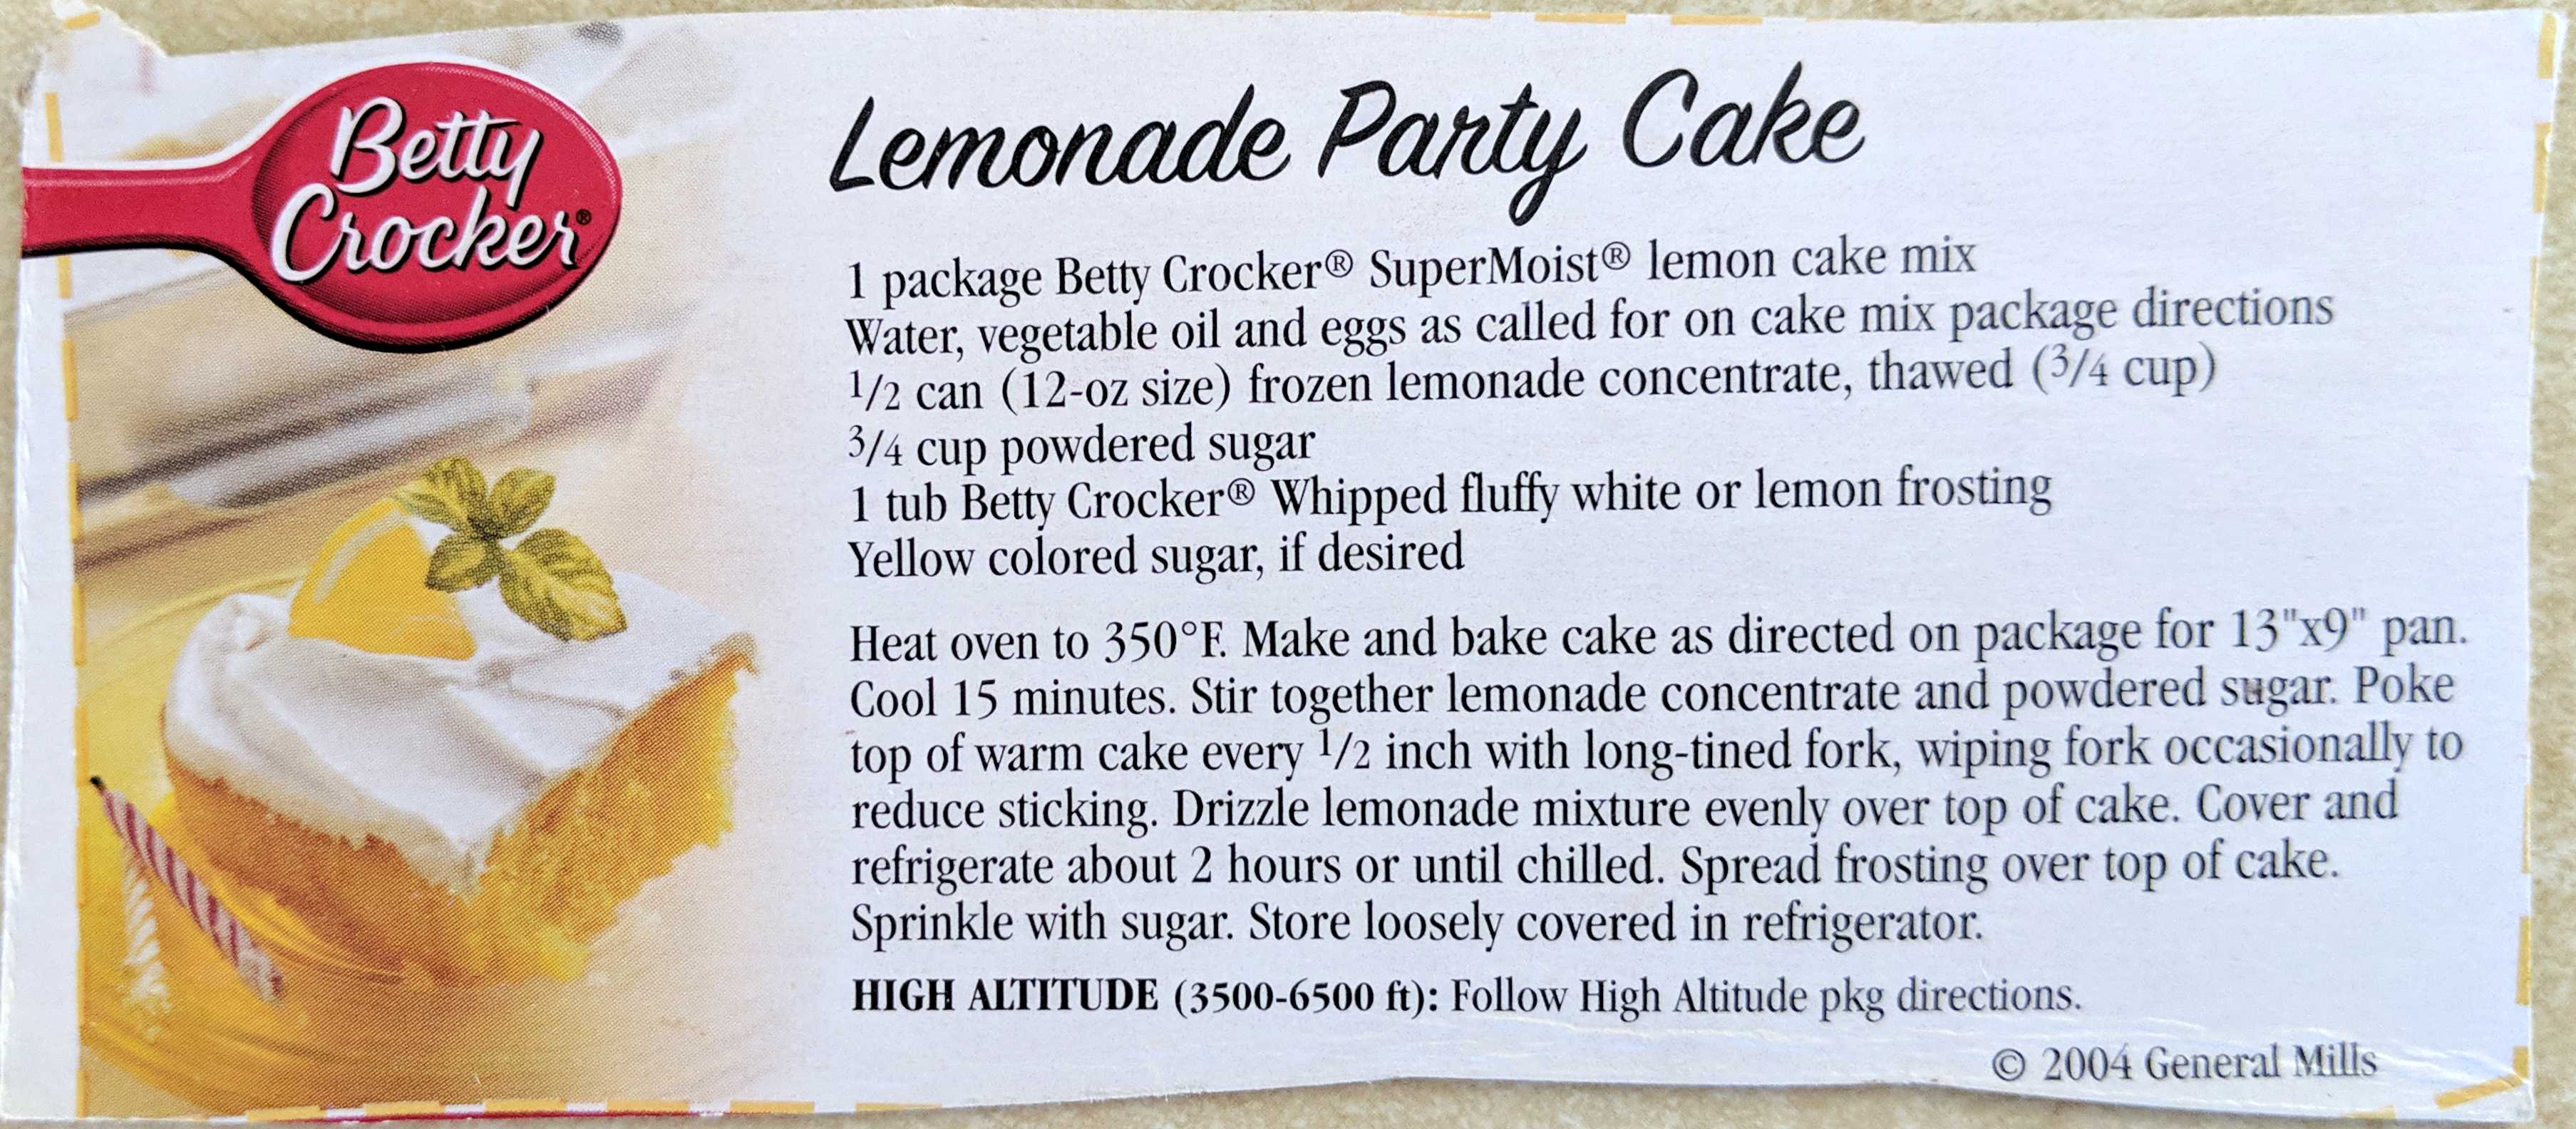 Betty
Crocker®
Lemonade Party Cake
1 package Betty Crocker® SuperMoist® lemon cake mix
Water, vegetable oil and eggs as called for on cake mix package directions
1/2 can (12-oz size) frozen lemonade concentrate, thawed (3/4 cup)
3/4 cup powdered sugar
1 tub Betty Crocker® Whipped fluffy white or lemon frosting
Yellow colored sugar, if desired
Heat oven to 350°F. Make and bake cake as directed on package for 13"x9" pan.
Cool 15 minutes. Stir together lemonade concentrate and powdered sugar. Poke
top of warm cake every 1/2 inch with long-tined fork, wiping fork occasionally to
reduce sticking. Drizzle lemonade mixture evenly over top of cake. Cover and
refrigerate about 2 hours or until chilled. Spread frosting over top of cake.
Sprinkle with sugar. Store loosely covered in refrigerator.
HIGH ALTITUDE (3500-6500 ft): Follow High Altitude pkg directions.
© 2004 General Mills